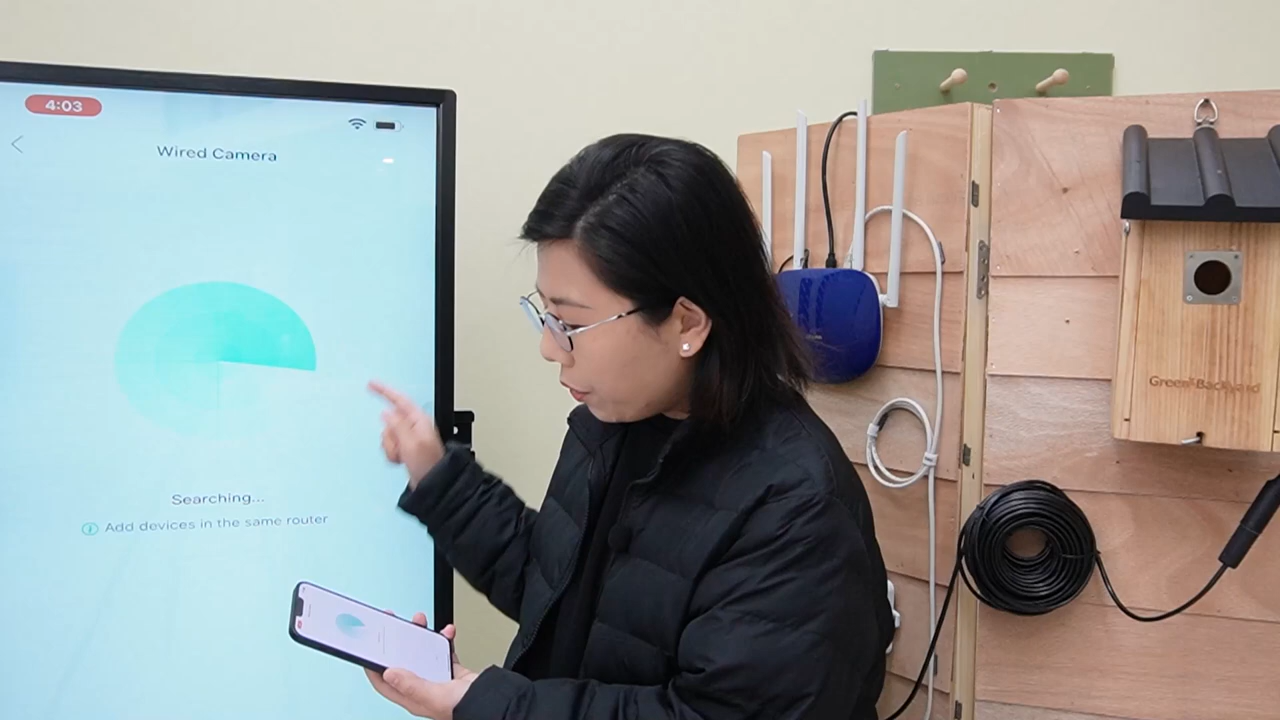 4:03
Wired Camera
Searching...
Add devices in the same router
Green Backyard